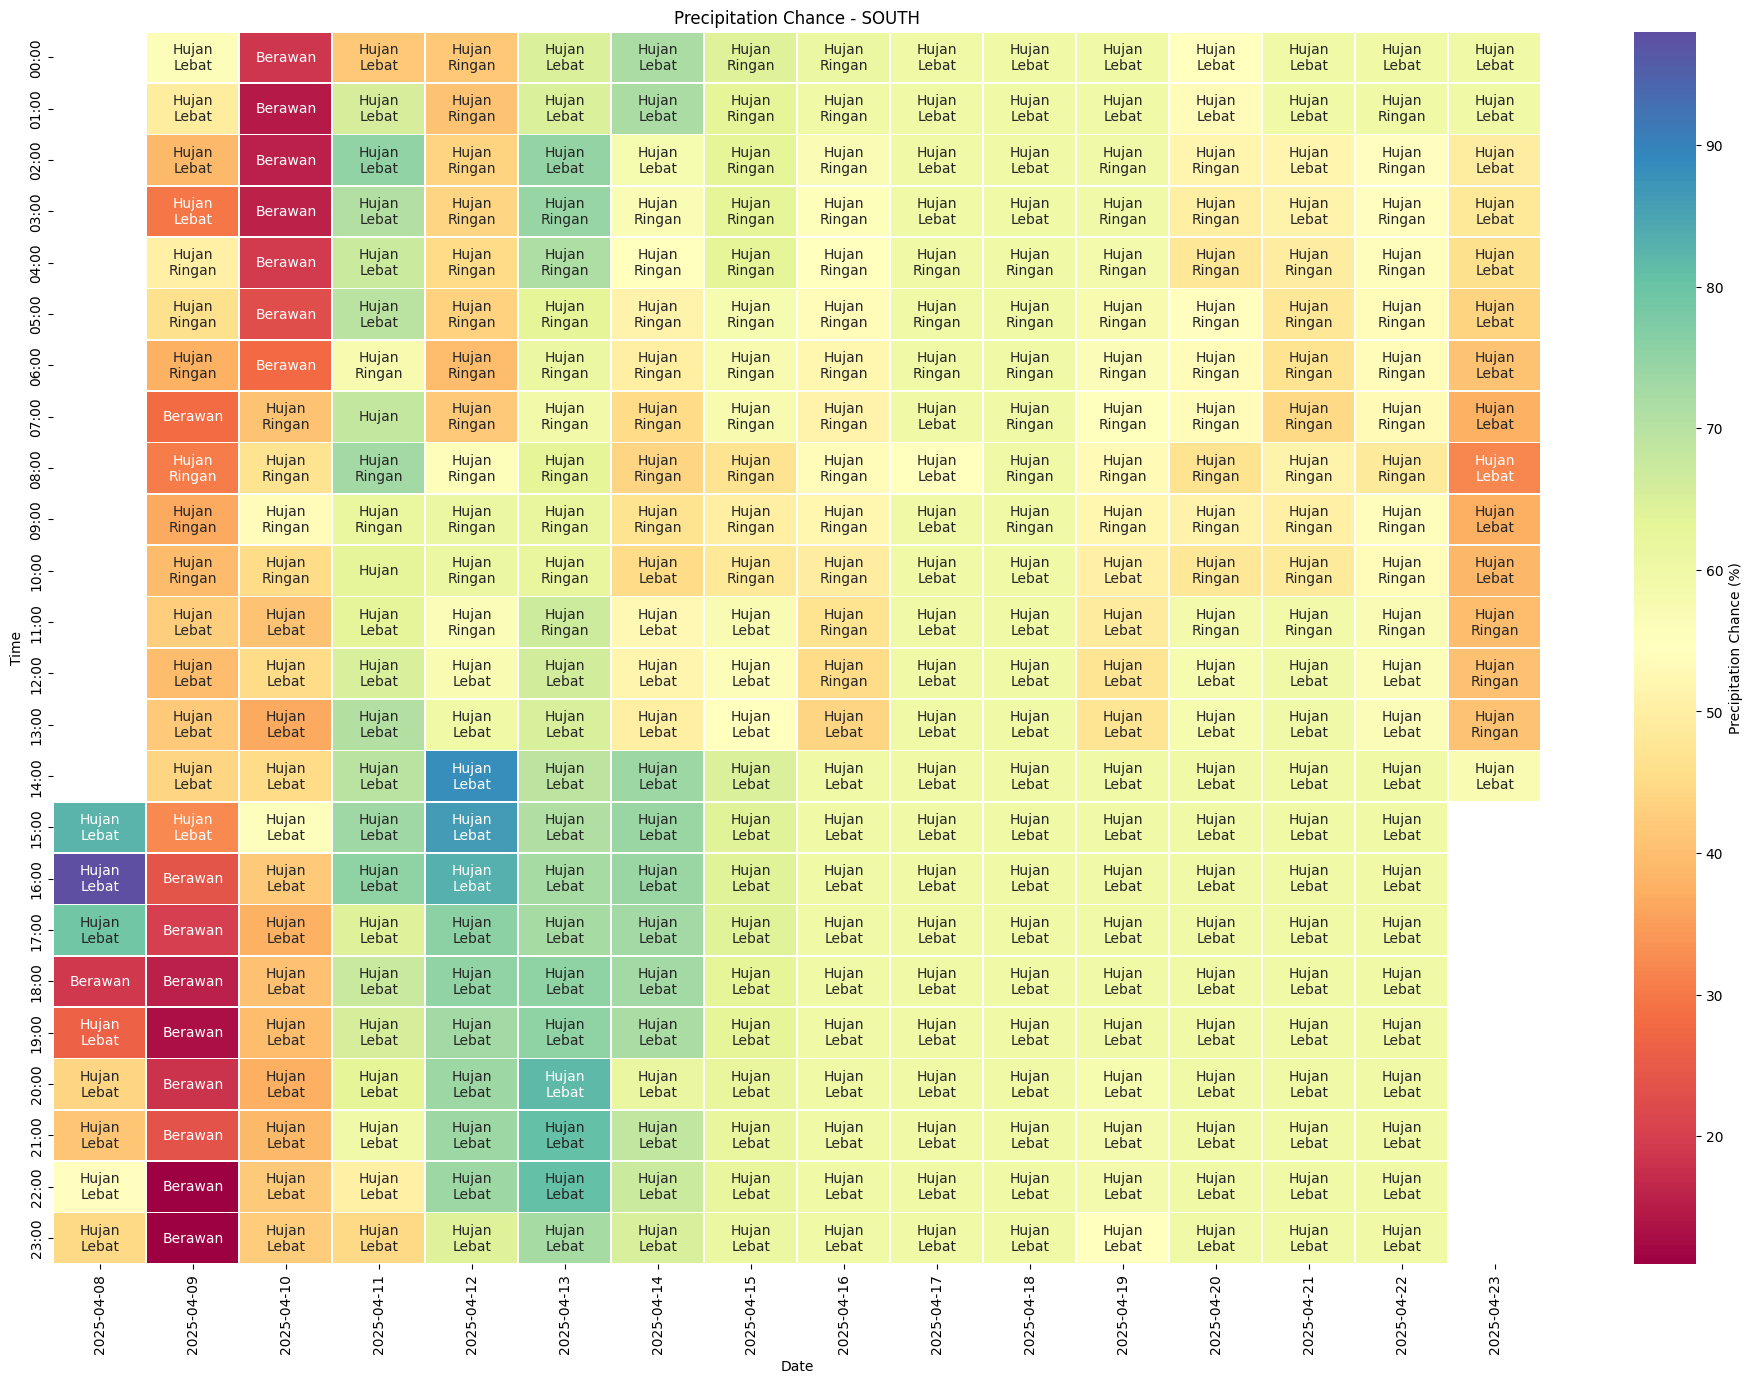 Precipitation Chance - SOUTH
00:00 Hujan Lebat Berawan Hujan Lebat Hujan Ringan Hujan Lebat Hujan Lebat Hujan Ringan Hujan Ringan Hujan Lebat Hujan Lebat Hujan Lebat Hujan Lebat Hujan Lebat Hujan Lebat Hujan Lebat
01:00 Hujan Lebat Berawan Hujan Lebat Hujan Ringan Hujan Lebat Hujan Lebat Hujan Ringan Hujan Ringan Hujan Lebat Hujan Lebat Hujan Lebat Hujan Lebat Hujan Lebat Hujan Ringan Hujan Lebat
02:00 Hujan Lebat Berawan Hujan Lebat Hujan Ringan Hujan Lebat Hujan Lebat Hujan Ringan Hujan Ringan Hujan Lebat Hujan Lebat Hujan Ringan Hujan Ringan Hujan Ringan Hujan Ringan Hujan Lebat
03:00 Hujan Lebat Berawan Hujan Lebat Hujan Ringan Hujan Ringan Hujan Ringan Hujan Ringan Hujan Ringan Hujan Lebat Hujan Lebat Hujan Ringan Hujan Ringan Hujan Lebat Hujan Ringan Hujan Lebat
04:00 Hujan Ringan Berawan Hujan Lebat Hujan Ringan Hujan Ringan Hujan Ringan Hujan Ringan Hujan Ringan Hujan Ringan Hujan Ringan Hujan Ringan Hujan Ringan Hujan Ringan Hujan Ringan Hujan Lebat
05:00 Hujan Ringan Berawan Hujan Lebat Hujan Ringan Hujan Ringan Hujan Ringan Hujan Ringan Hujan Ringan Hujan Ringan Hujan Ringan Hujan Ringan Hujan Ringan Hujan Ringan Hujan Ringan Hujan Lebat
06:00 Hujan Ringan Berawan Hujan Ringan Hujan Ringan Hujan Ringan Hujan Ringan Hujan Ringan Hujan Ringan Hujan Ringan Hujan Ringan Hujan Ringan Hujan Ringan Hujan Ringan Hujan Ringan Hujan Lebat
07:00 Berawan Hujan Ringan Hujan Hujan Ringan Hujan Ringan Hujan Ringan Hujan Ringan Hujan Ringan Hujan Lebat Hujan Ringan Hujan Ringan Hujan Ringan Hujan Ringan Hujan Ringan Hujan Lebat
08:00 Hujan Ringan Hujan Ringan Hujan Ringan Hujan Ringan Hujan Ringan Hujan Ringan Hujan Ringan Hujan Ringan Hujan Lebat Hujan Ringan Hujan Ringan Hujan Ringan Hujan Ringan Hujan Ringan Hujan Lebat
09:00 Hujan Ringan Hujan Ringan Hujan Ringan Hujan Ringan Hujan Ringan Hujan Ringan Hujan Ringan Hujan Ringan Hujan Lebat Hujan Ringan Hujan Ringan Hujan Ringan Hujan Ringan Hujan Ringan Hujan Lebat
10:00 Hujan Ringan Hujan Ringan Hujan Hujan Ringan Hujan Ringan Hujan Lebat Hujan Ringan Hujan Ringan Hujan Lebat Hujan Lebat Hujan Lebat Hujan Ringan Hujan Ringan Hujan Ringan Hujan Lebat
11:00 Hujan Lebat Hujan Lebat Hujan Lebat Hujan Ringan Hujan Ringan Hujan Lebat Hujan Lebat Hujan Ringan Hujan Lebat Hujan Lebat Hujan Lebat Hujan Ringan Hujan Ringan Hujan Ringan Hujan Ringan
12:00 Hujan Lebat Hujan Lebat Hujan Lebat Hujan Lebat Hujan Lebat Hujan Lebat Hujan Lebat Hujan Ringan Hujan Lebat Hujan Lebat Hujan Lebat Hujan Lebat Hujan Lebat Hujan Lebat Hujan Ringan
13:00 Hujan Lebat Hujan Lebat Hujan Lebat Hujan Lebat Hujan Lebat Hujan Lebat Hujan Lebat Hujan Lebat Hujan Lebat Hujan Lebat Hujan Lebat Hujan Lebat Hujan Lebat Hujan Lebat Hujan Ringan
14:00 Hujan Lebat Hujan Lebat Hujan Lebat Hujan Lebat Hujan Lebat Hujan Lebat Hujan Lebat Hujan Lebat Hujan Lebat Hujan Lebat Hujan Lebat Hujan Lebat Hujan Lebat Hujan Lebat Hujan Lebat
15:00 Hujan Lebat Hujan Lebat Hujan Lebat Hujan Lebat Hujan Lebat Hujan Lebat Hujan Lebat Hujan Lebat Hujan Lebat Hujan Lebat Hujan Lebat Hujan Lebat Hujan Lebat Hujan Lebat Hujan Lebat
16:00 Hujan Lebat Berawan Hujan Lebat Hujan Lebat Hujan Lebat Hujan Lebat Hujan Lebat Hujan Lebat Hujan Lebat Hujan Lebat Hujan Lebat Hujan Lebat Hujan Lebat Hujan Lebat Hujan Lebat
17:00 Hujan Lebat Berawan Hujan Lebat Hujan Lebat Hujan Lebat Hujan Lebat Hujan Lebat Hujan Lebat Hujan Lebat Hujan Lebat Hujan Lebat Hujan Lebat Hujan Lebat Hujan Lebat Hujan Lebat
18:00 Berawan Berawan Hujan Lebat Hujan Lebat Hujan Lebat Hujan Lebat Hujan Lebat Hujan Lebat Hujan Lebat Hujan Lebat Hujan Lebat Hujan Lebat Hujan Lebat Hujan Lebat Hujan Lebat
19:00 Hujan Lebat Berawan Hujan Lebat Hujan Lebat Hujan Lebat Hujan Lebat Hujan Lebat Hujan Lebat Hujan Lebat Hujan Lebat Hujan Lebat Hujan Lebat Hujan Lebat Hujan Lebat Hujan Lebat
20:00 Hujan Lebat Berawan Hujan Lebat Hujan Lebat Hujan Lebat Hujan Lebat Hujan Lebat Hujan Lebat Hujan Lebat Hujan Lebat Hujan Lebat Hujan Lebat Hujan Lebat Hujan Lebat Hujan Lebat
21:00 Hujan Lebat Berawan Hujan Lebat Hujan Lebat Hujan Lebat Hujan Lebat Hujan Lebat Hujan Lebat Hujan Lebat Hujan Lebat Hujan Lebat Hujan Lebat Hujan Lebat Hujan Lebat Hujan Lebat
22:00 Hujan Lebat Berawan Hujan Lebat Hujan Lebat Hujan Lebat Hujan Lebat Hujan Lebat Hujan Lebat Hujan Lebat Hujan Lebat Hujan Lebat Hujan Lebat Hujan Lebat Hujan Lebat Hujan Lebat
23:00 Hujan Lebat Berawan Hujan Lebat Hujan Lebat Hujan Lebat Hujan Lebat Hujan Lebat Hujan Lebat Hujan Lebat Hujan Lebat Hujan Lebat Hujan Lebat Hujan Lebat Hujan Lebat Hujan Lebat
2025-04-08 2025-04-09 2025-04-10 2025-04-11 2025-04-12 2025-04-13 2025-04-14 2025-04-15 2025-04-16 2025-04-17 2025-04-18 2025-04-19 2025-04-20 2025-04-21 2025-04-22 2025-04-23
Date
Time
90
80
70
60
50
40
30
20
Precipitation Chance (%)